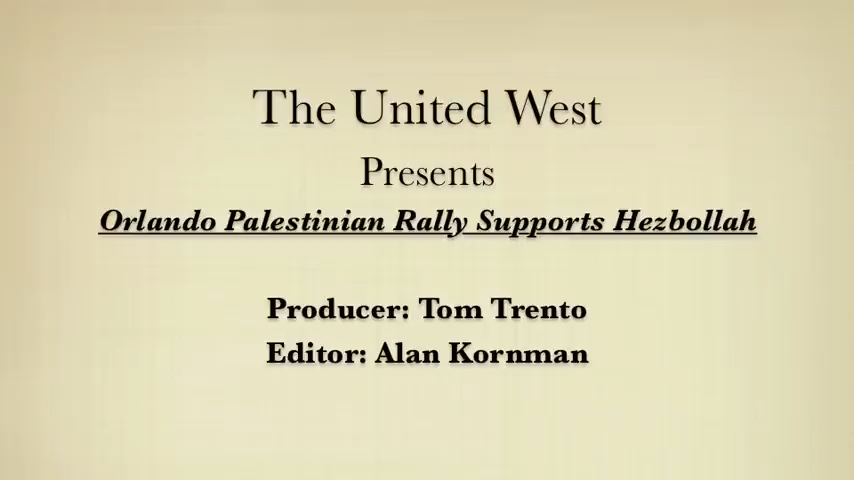 The United West
Presents
Orlando Palestinian Rally Supports Hezbollah
Producer: Tom Trento
Editor: Alan Kornman